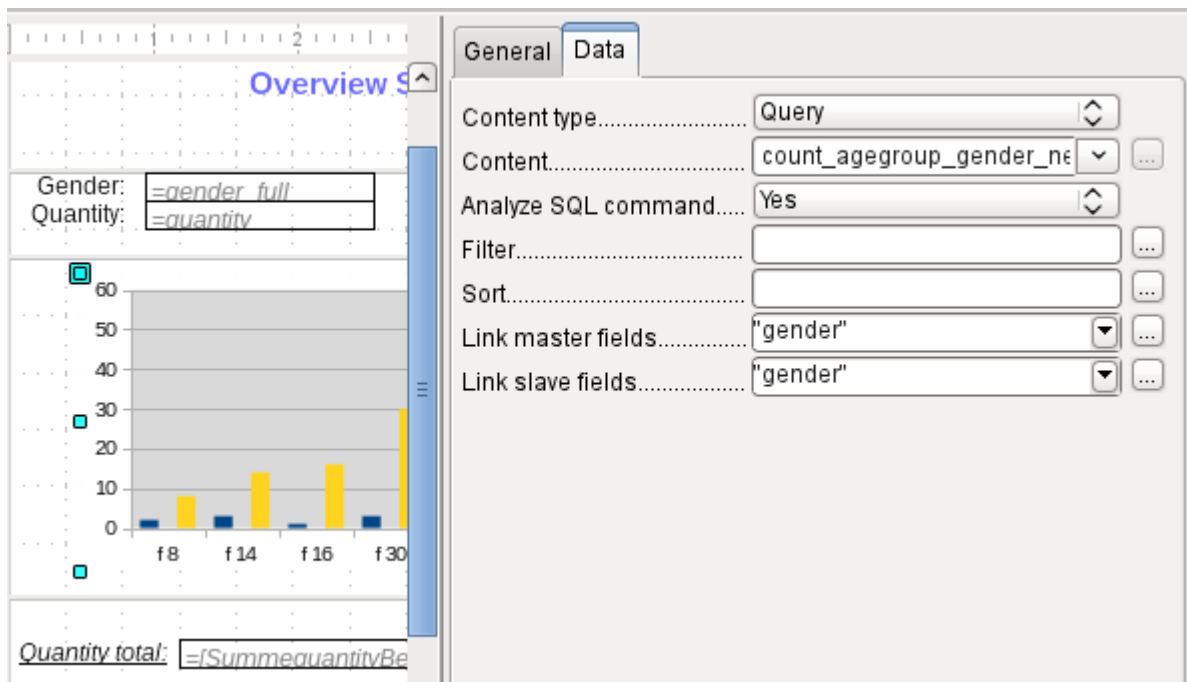 1 2
Overview S
Gender: =gender_full
Quantity: =quantity
60
50
40
30
20
10
0
f 8 f 14 f 16 f 30
Quantity total: =[SummequantityBe
General Data
Content type........................ Query
Content................................ count_agegroup_gender_ne ...
Analyze SQL command..... Yes
Filter..................................... ...
Sort...................................... ...
Link master fields............... "gender" ...
Link slave fields.................. "gender" ...